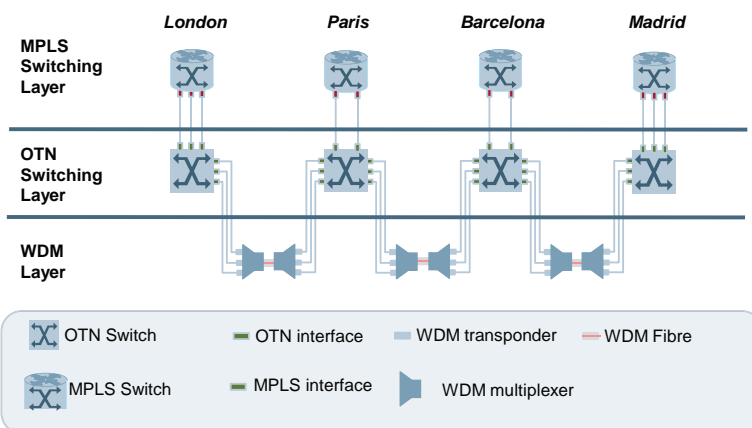 London Paris Barcelona Madrid
MPLS
Switching
Layer
OTN
Switching
Layer
WDM
Layer
OTN Switch OTN interface WDM transponder WDM Fibre
MPLS Switch MPLS interface WDM multiplexer